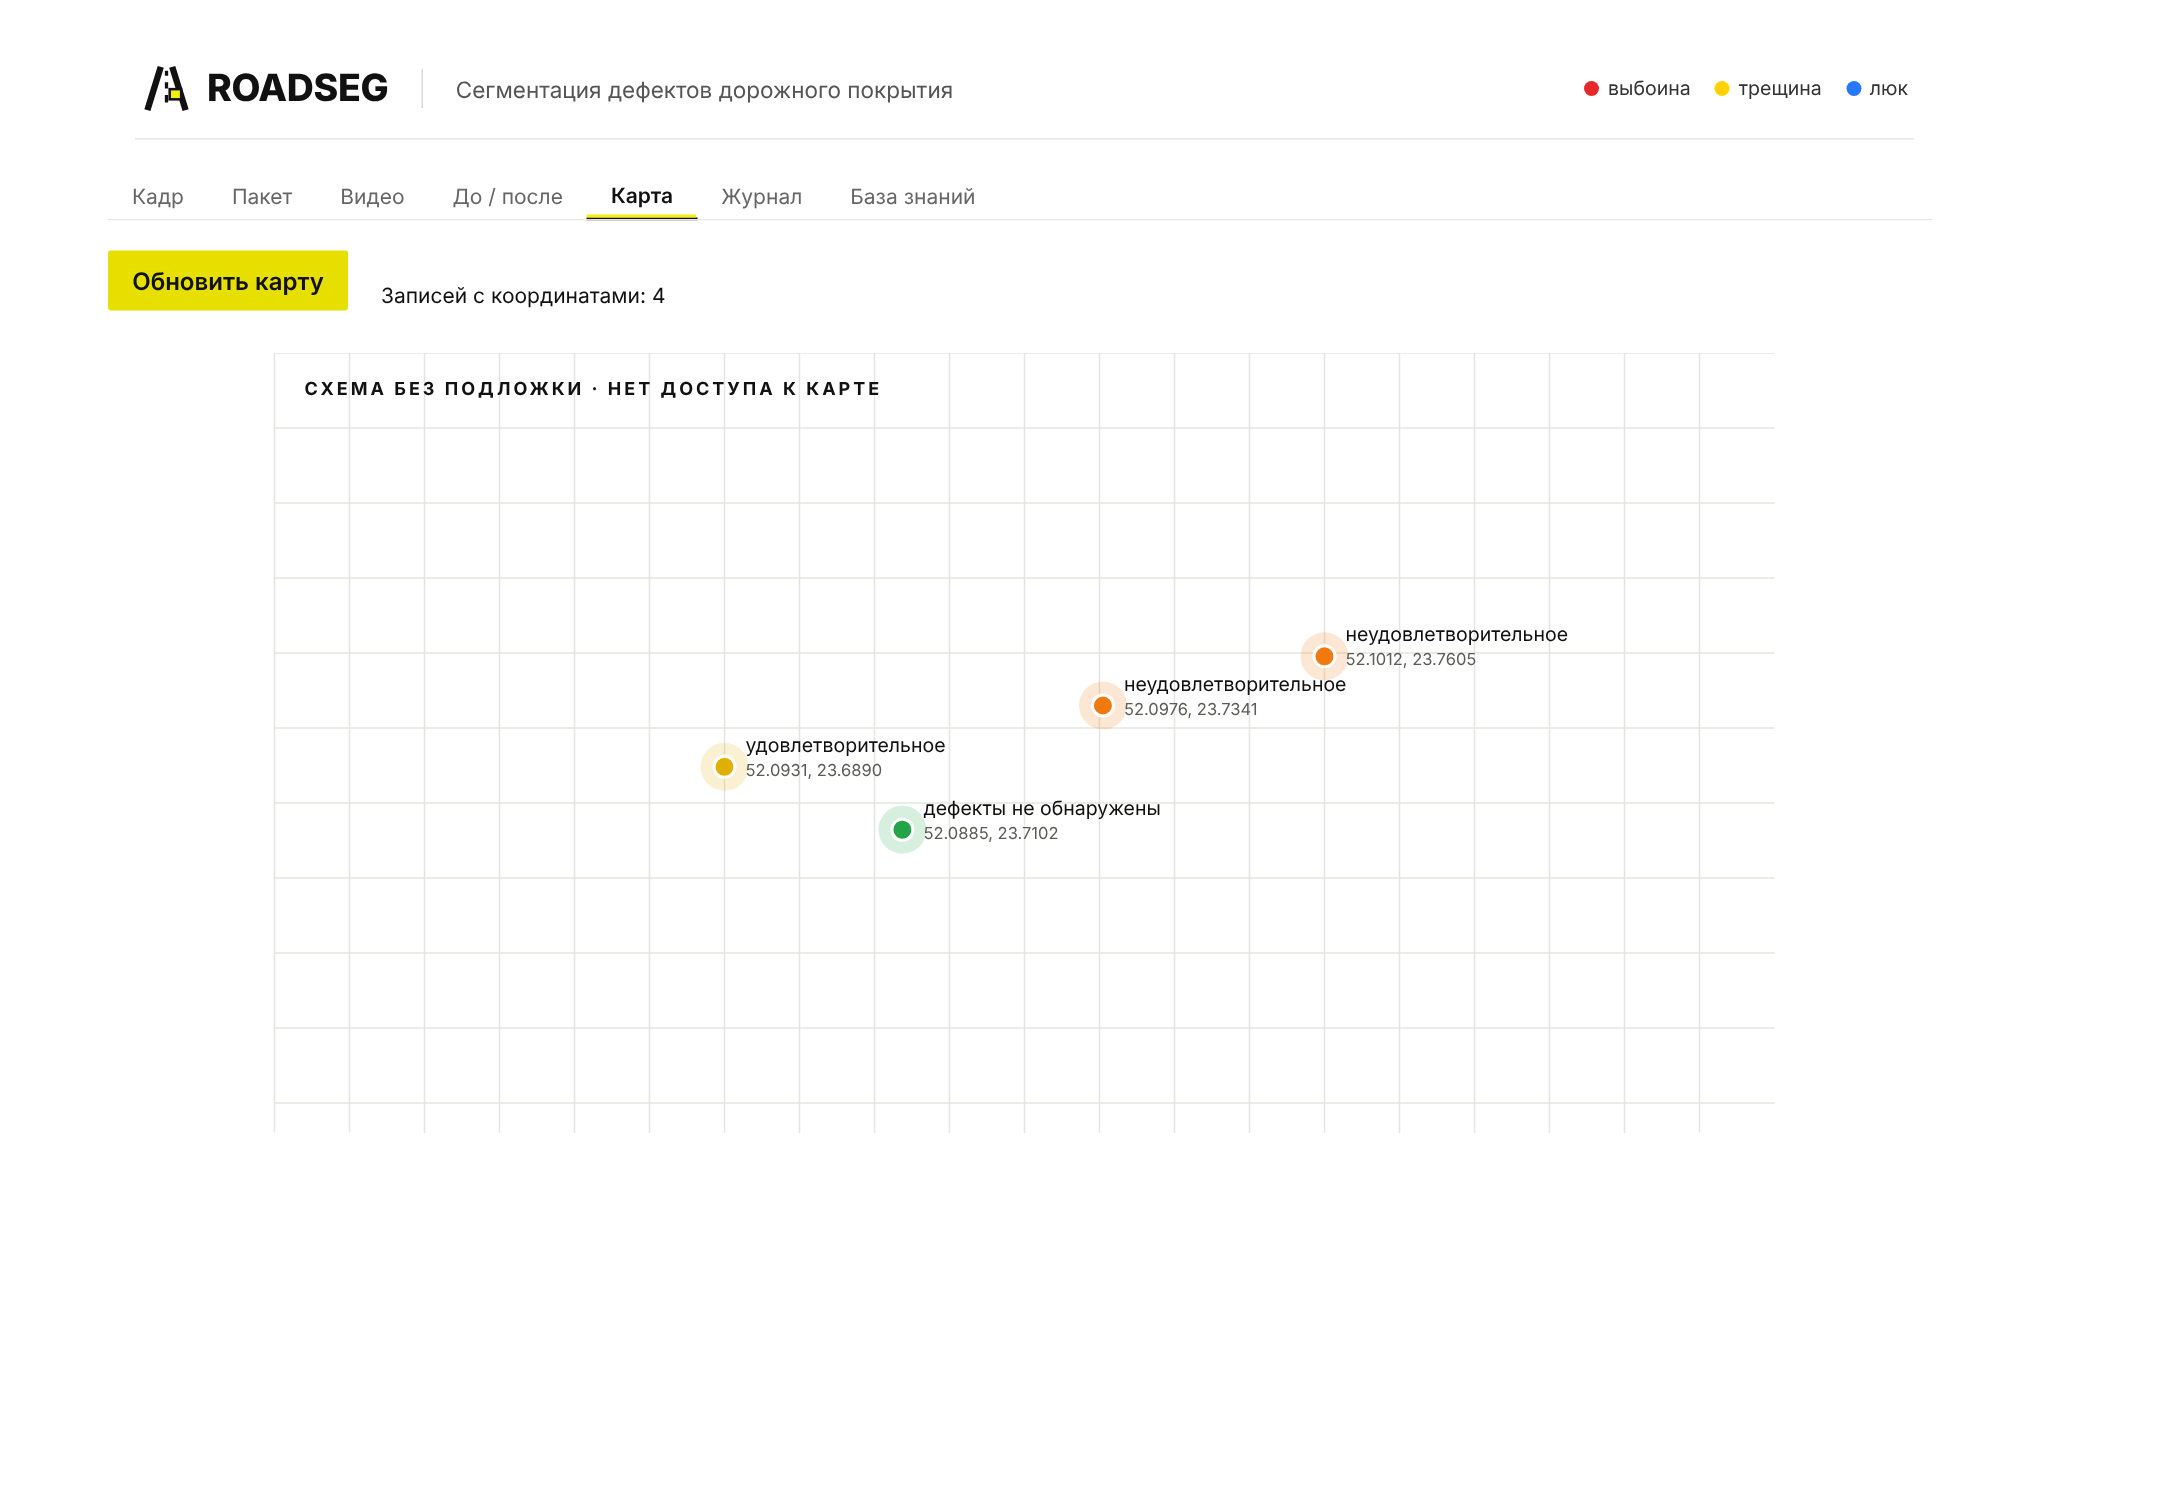 ROADSEG
Сегментация дефектов дорожного покрытия
выбоина
трещина
люк
Кадр
Пакет
Видео
До / после
Карта
Журнал
База знаний
Обновить карту
Записей с координатами: 4
СХЕМА БЕЗ ПОДЛОЖКИ · НЕТ ДОСТУПА К КАРТЕ
неудовлетворительное
52.1012, 23.7605
неудовлетворительное
52.0976, 23.7341
удовлетворительное
52.0931, 23.6890
дефекты не обнаружены
52.0885, 23.7102